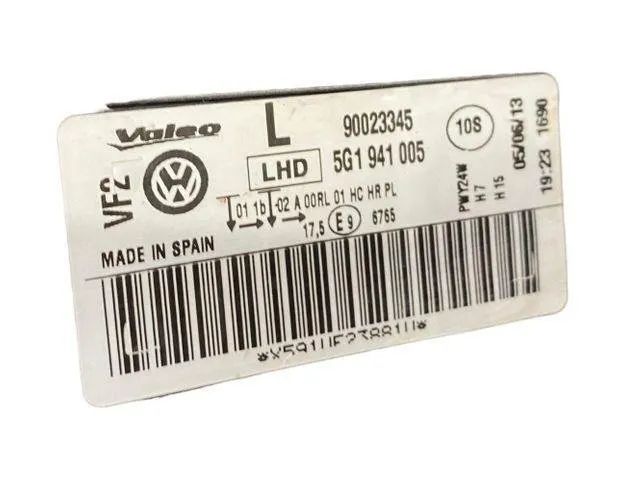 Valeo
L
90023345
10S
VF2
LHD
5G1 941 005
01 1b
02 A 00RL 01 HC HR PL
17,5
E9
6765
MADE IN SPAIN
PWY24W
H7
H15
05/06/13
19:23 1690